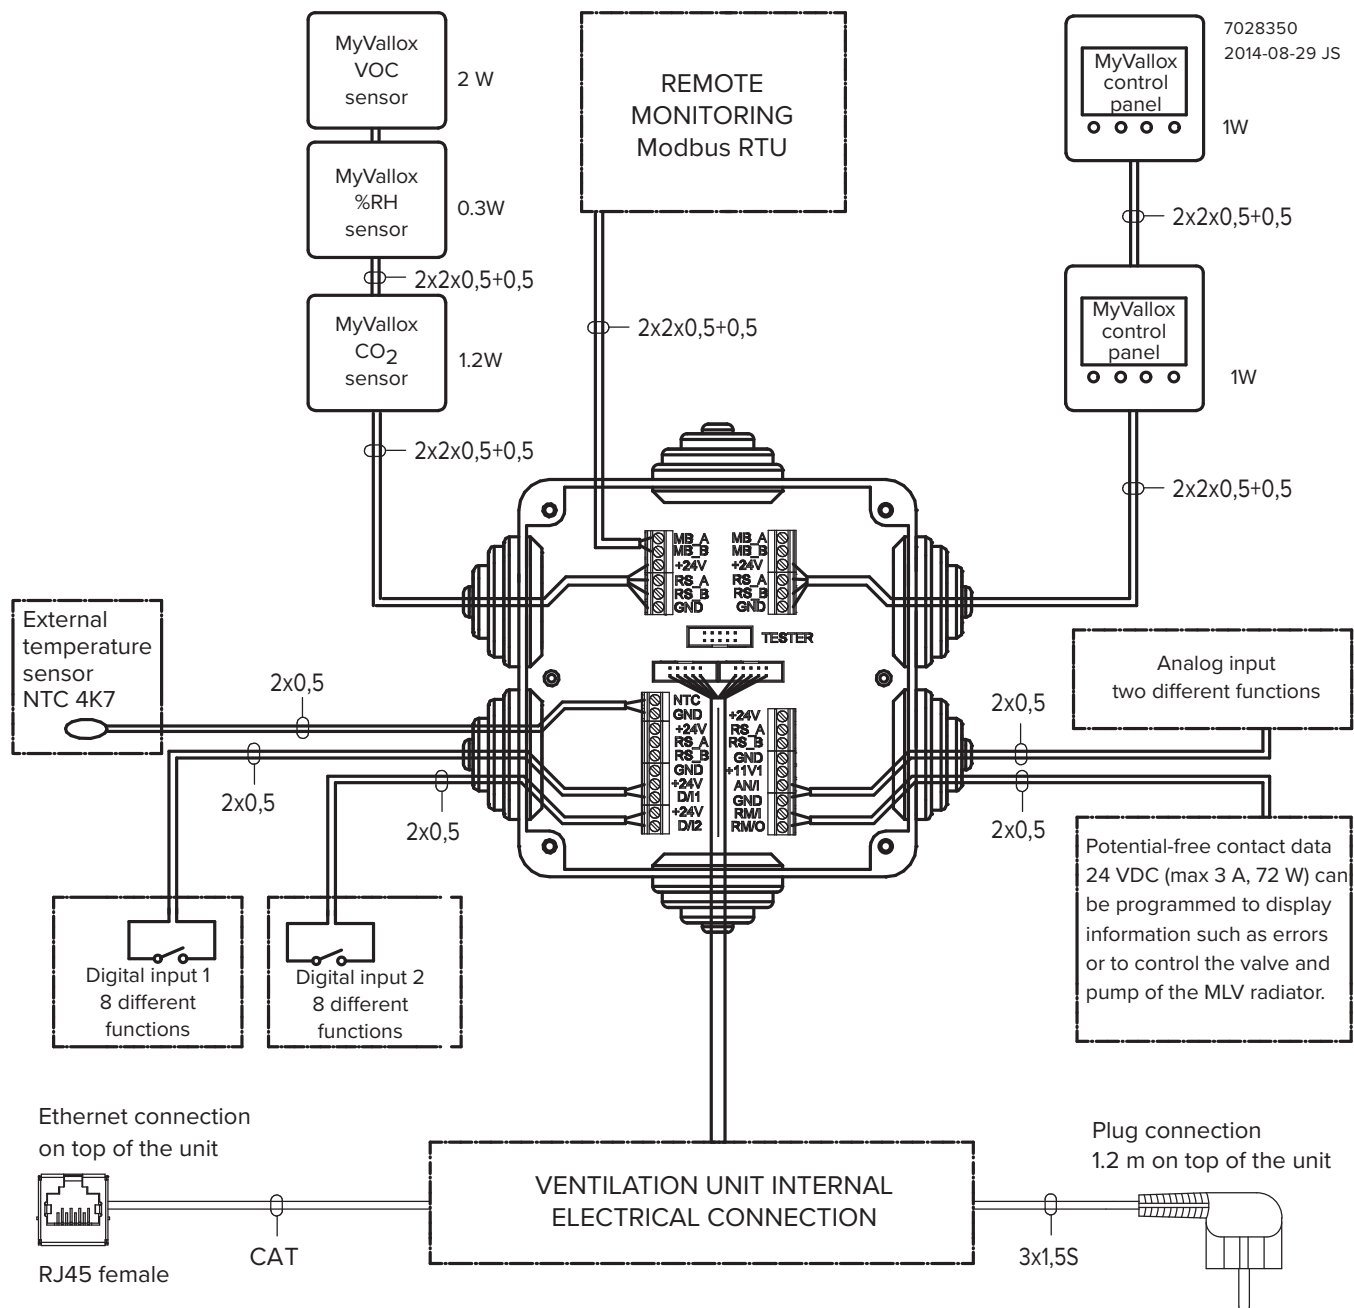 MyVallox
VOC
sensor
2 W
MyVallox
%RH
sensor
0.3W
2x2x0,5+0,5
MyVallox
CO2
sensor
1.2W
2x2x0,5+0,5
REMOTE
MONITORING
Modbus RTU
2x2x0,5+0,5
7028350
2014-08-29 JS
MyVallox
control
panel
1W
2x2x0,5+0,5
MyVallox
control
panel
1W
2x2x0,5+0,5
MB_A
MB_B
+24V
RS_A
RS_B
GND
MB_A
MB_B
+24V
RS_A
RS_B
GND
TESTER
External
temperature
sensor
NTC 4K7
2x0,5
2x0,5
2x0,5
NTC
GND
+24V
RS_A
RS_B
GND
+24V
D/I1
+24V
D/I2
+24V
RS_A
RS_B
GND
+11V1
AN/I
GND
RM/I
RM/O
2x0,5
2x0,5
Analog input
two different functions
Potential-free contact data
24 VDC (max 3 A, 72 W) can
be programmed to display
information such as errors
or to control the valve and
pump of the MLV radiator.
Digital input 1
8 different
functions
Digital input 2
8 different
functions
Ethernet connection
on top of the unit
RJ45 female
CAT
VENTILATION UNIT INTERNAL
ELECTRICAL CONNECTION
3x1,5S
Plug connection
1.2 m on top of the unit